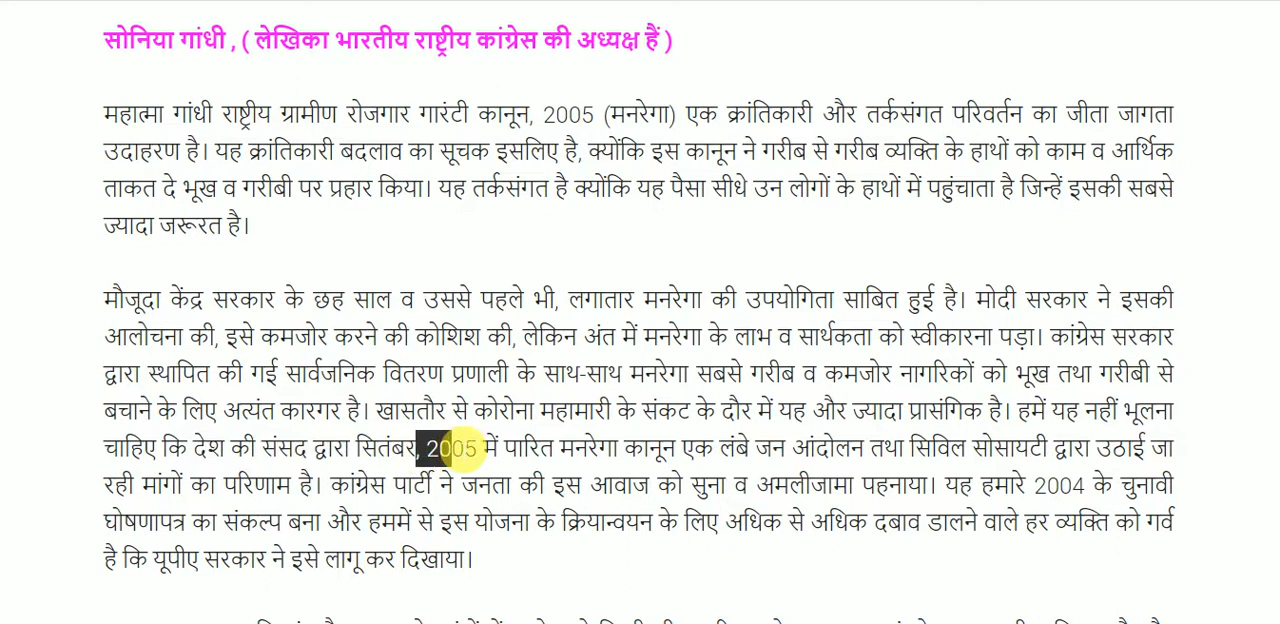 सोनिया गांधी , ( लेखिका भारतीय राष्ट्रीय कांग्रेस की अध्यक्ष हैं )
महात्मा गांधी राष्ट्रीय ग्रामीण रोजगार गारंटी कानून, 2005 (मनरेगा) एक क्रांतिकारी और तर्कसंगत परिवर्तन का जीता जागता
उदाहरण है। यह क्रांतिकारी बदलाव का सूचक इसलिए है, क्योंकि इस कानून ने गरीब से गरीब व्यक्ति के हाथों को काम व आर्थिक
ताकत दे भूख व गरीबी पर प्रहार किया। यह तर्कसंगत है क्योंकि यह पैसा सीधे उन लोगों के हाथों में पहुंचाता है जिन्हें इसकी सबसे
ज्यादा जरूरत है।
मौजूदा केंद्र सरकार के छह साल व उससे पहले भी, लगातार मनरेगा की उपयोगिता साबित हुई है। मोदी सरकार ने इसकी
आलोचना की, इसे कमजोर करने की कोशिश की, लेकिन अंत में मनरेगा के लाभ व सार्थकता को स्वीकारना पड़ा। कांग्रेस सरकार
द्वारा स्थापित की गई सार्वजनिक वितरण प्रणाली के साथ-साथ मनरेगा सबसे गरीब व कमजोर नागरिकों को भूख तथा गरीबी से
बचाने के लिए अत्यंत कारगर है। खासतौर से कोरोना महामारी के संकट के दौर में यह और ज्यादा प्रासंगिक है। हमें यह नहीं भूलना
चाहिए कि देश की संसद द्वारा सितंबर, 2005 में पारित मनरेगा कानून एक लंबे जन आंदोलन तथा सिविल सोसायटी द्वारा उठाई जा
रही मांगों का परिणाम है। कांग्रेस पार्टी ने जनता की इस आवाज को सुना व अमलीजामा पहनाया। यह हमारे 2004 के चुनावी
घोषणापत्र का संकल्प बना और हममें से इस योजना के क्रियान्वयन के लिए अधिक से अधिक दबाव डालने वाले हर व्यक्ति को गर्व
है कि यूपीए सरकार ने इसे लागू कर दिखाया।